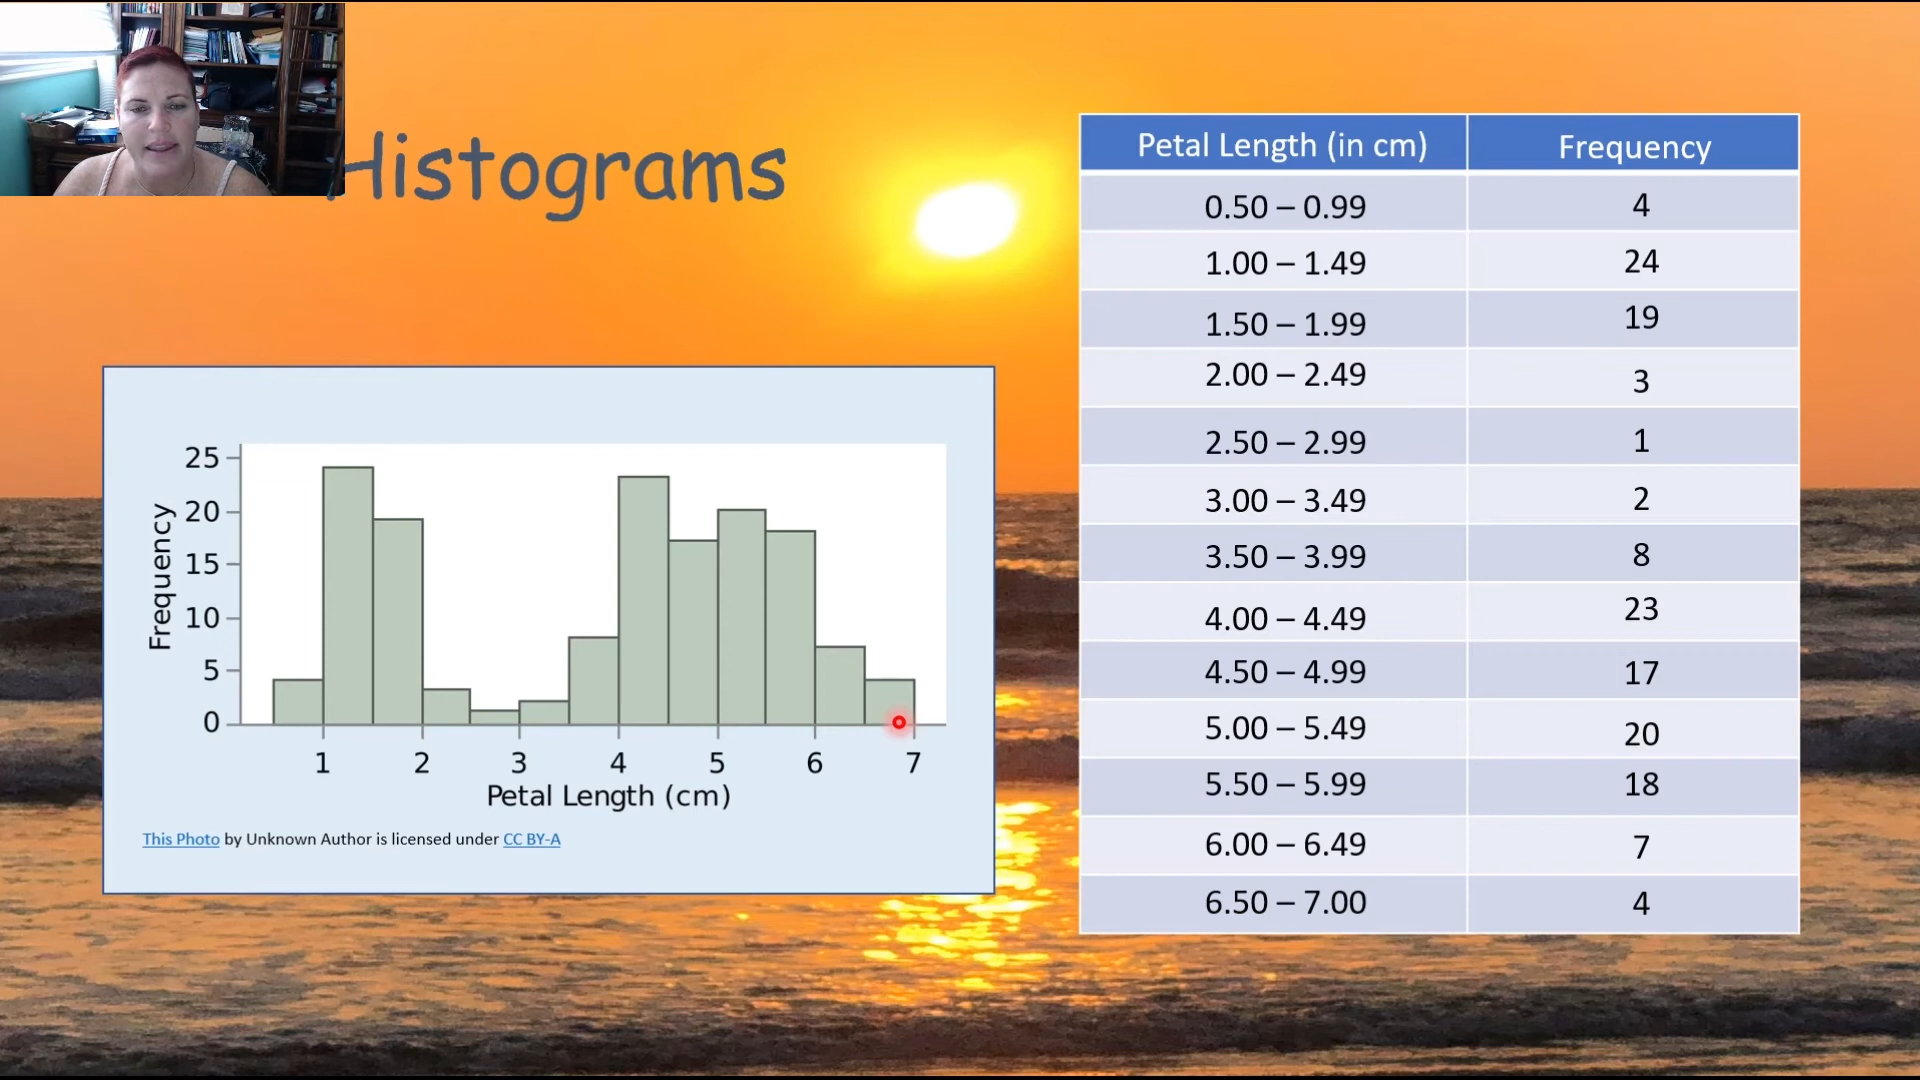 Histograms
25
20
15
10
5
0
Frequency
1 2 3 4 5 6 7
Petal Length (cm)
This Photo by Unknown Author is licensed under CC BY-A
Petal Length (in cm) Frequency
0.50 – 0.99 4
1.00 – 1.49 24
1.50 – 1.99 19
2.00 – 2.49 3
2.50 – 2.99 1
3.00 – 3.49 2
3.50 – 3.99 8
4.00 – 4.49 23
4.50 – 4.99 17
5.00 – 5.49 20
5.50 – 5.99 18
6.00 – 6.49 7
6.50 – 7.00 4